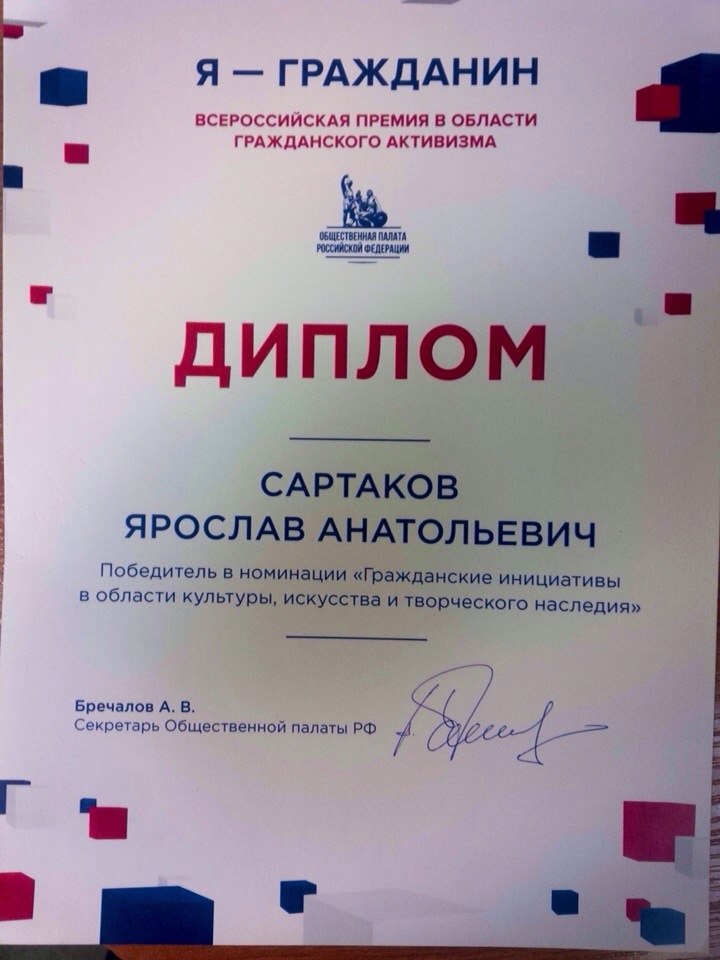 Я — ГРАЖДАНИН
ВСЕРОССИЙСКАЯ ПРЕМИЯ В ОБЛАСТИ
ГРАЖДАНСКОГО АКТИВИЗМА
ОБЩЕСТВЕННАЯ ПАЛАТА
РОССИЙСКОЙ ФЕДЕРАЦИИ
ДИПЛОМ
САРТАКОВ
ЯРОСЛАВ АНАТОЛЬЕВИЧ
Победитель в номинации «Гражданские инициативы
в области культуры, искусства и творческого наследия»
Бречалов А. В.
Секретарь Общественной палаты РФ